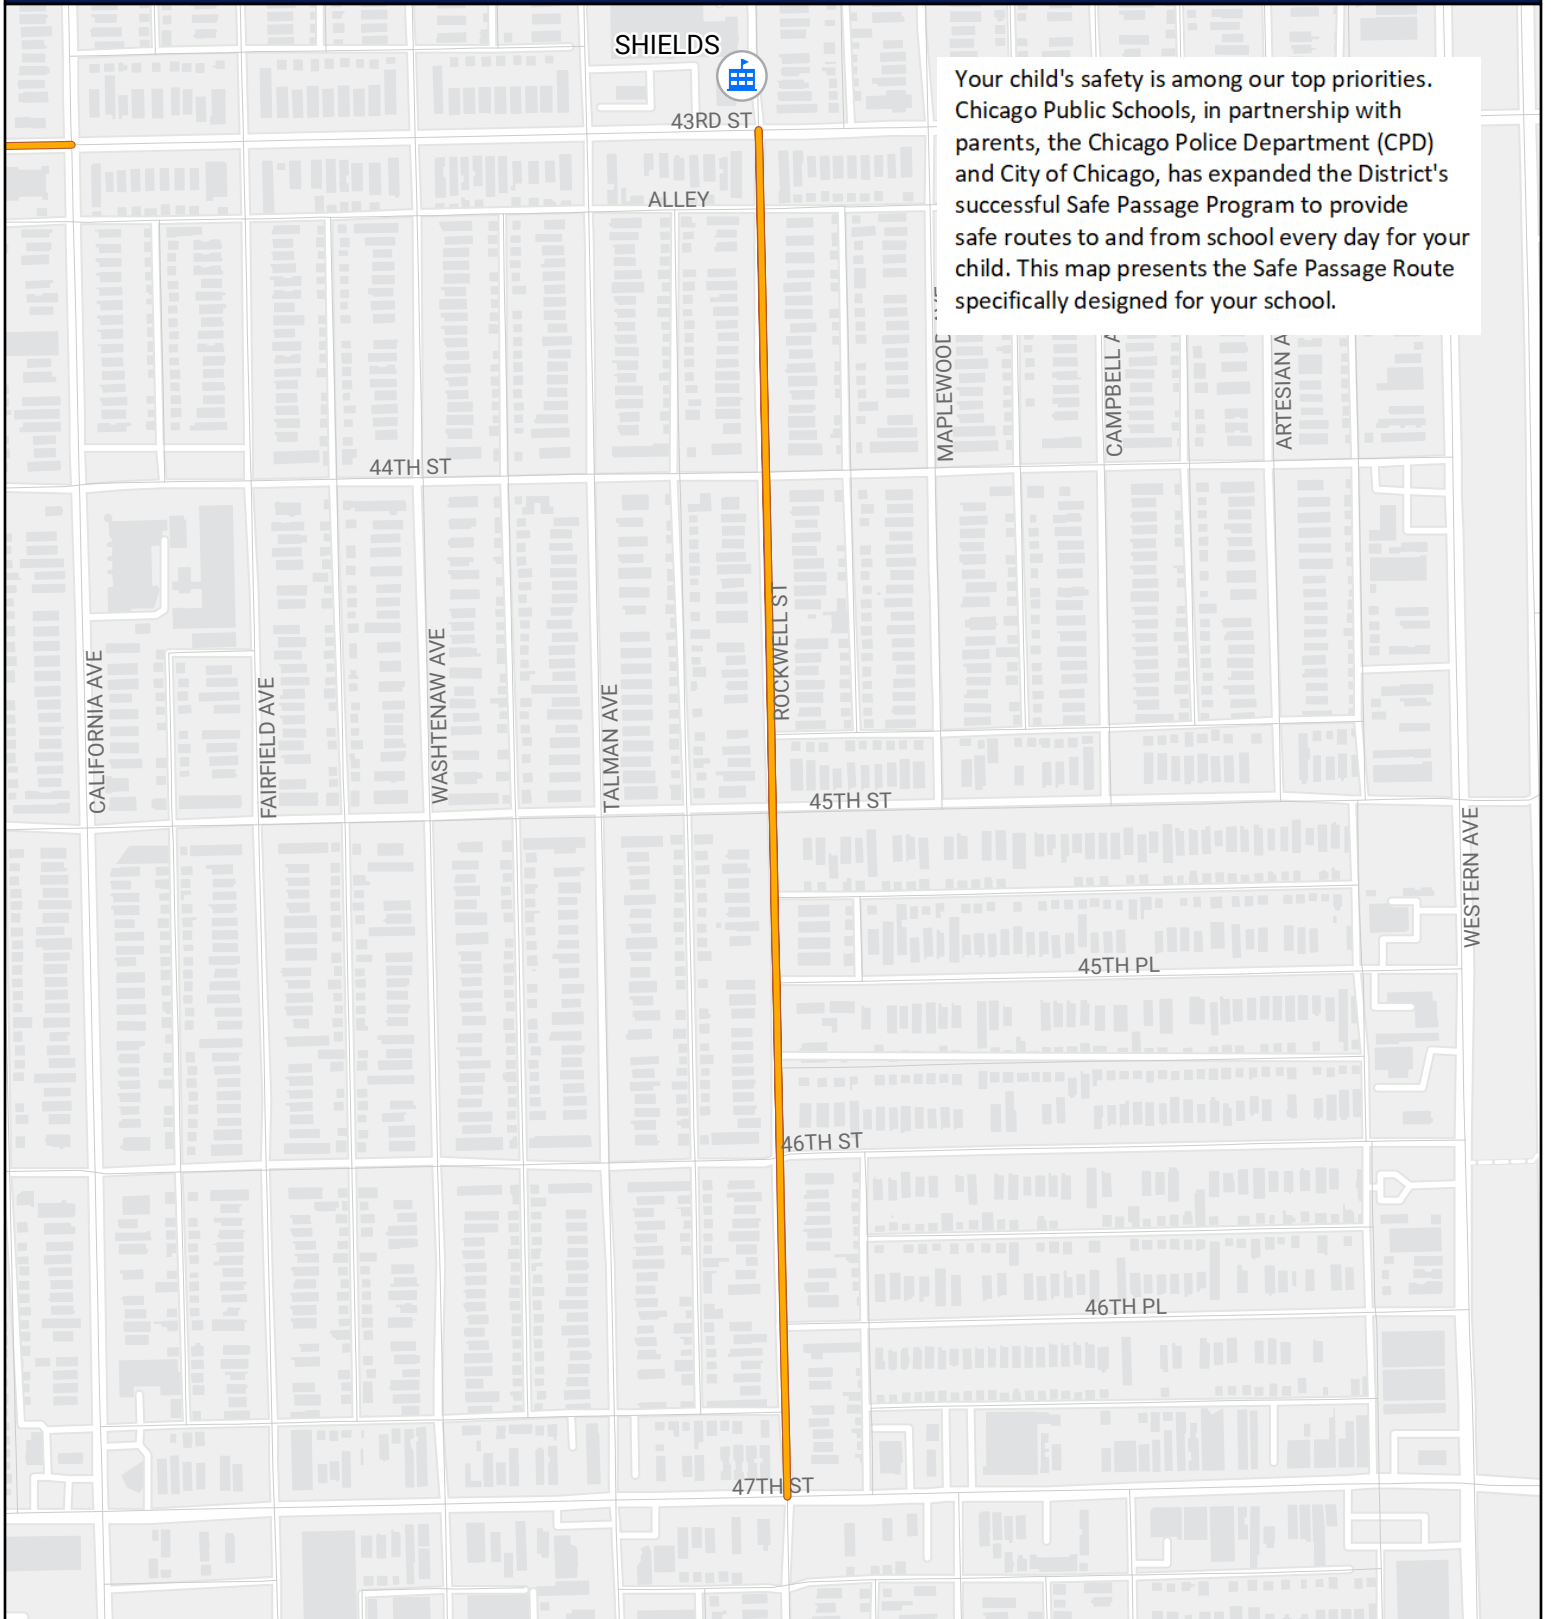 SHIELDS
Your child's safety is among our top priorities.
Chicago Public Schools, in partnership with
parents, the Chicago Police Department (CPD)
and City of Chicago, has expanded the District's
successful Safe Passage Program to provide
safe routes to and from school every day for your
child. This map presents the Safe Passage Route
specifically designed for your school.
43RD ST
ALLEY
MAPLEWOOD
CAMPBELL
ARTESIAN
44TH ST
ROCKWELL ST
CALIFORNIA AVE
FAIRFIELD AVE
WASHTENAW AVE
TALMAN AVE
45TH ST
WESTERN AVE
45TH PL
46TH ST
46TH PL
47TH ST